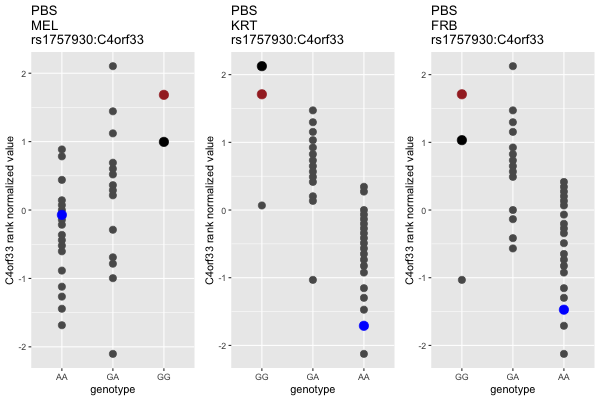 PBS
MEL
rs1757930:C4orf33
C4orf33 rank normalized value
2
1
0
-1
-2
AA
GA
GG
genotype
PBS
KRT
rs1757930:C4orf33
C4orf33 rank normalized value
2
1
0
-1
-2
GG
GA
AA
genotype
PBS
FRB
rs1757930:C4orf33
C4orf33 rank normalized value
2
1
0
-1
-2
GG
GA
AA
genotype